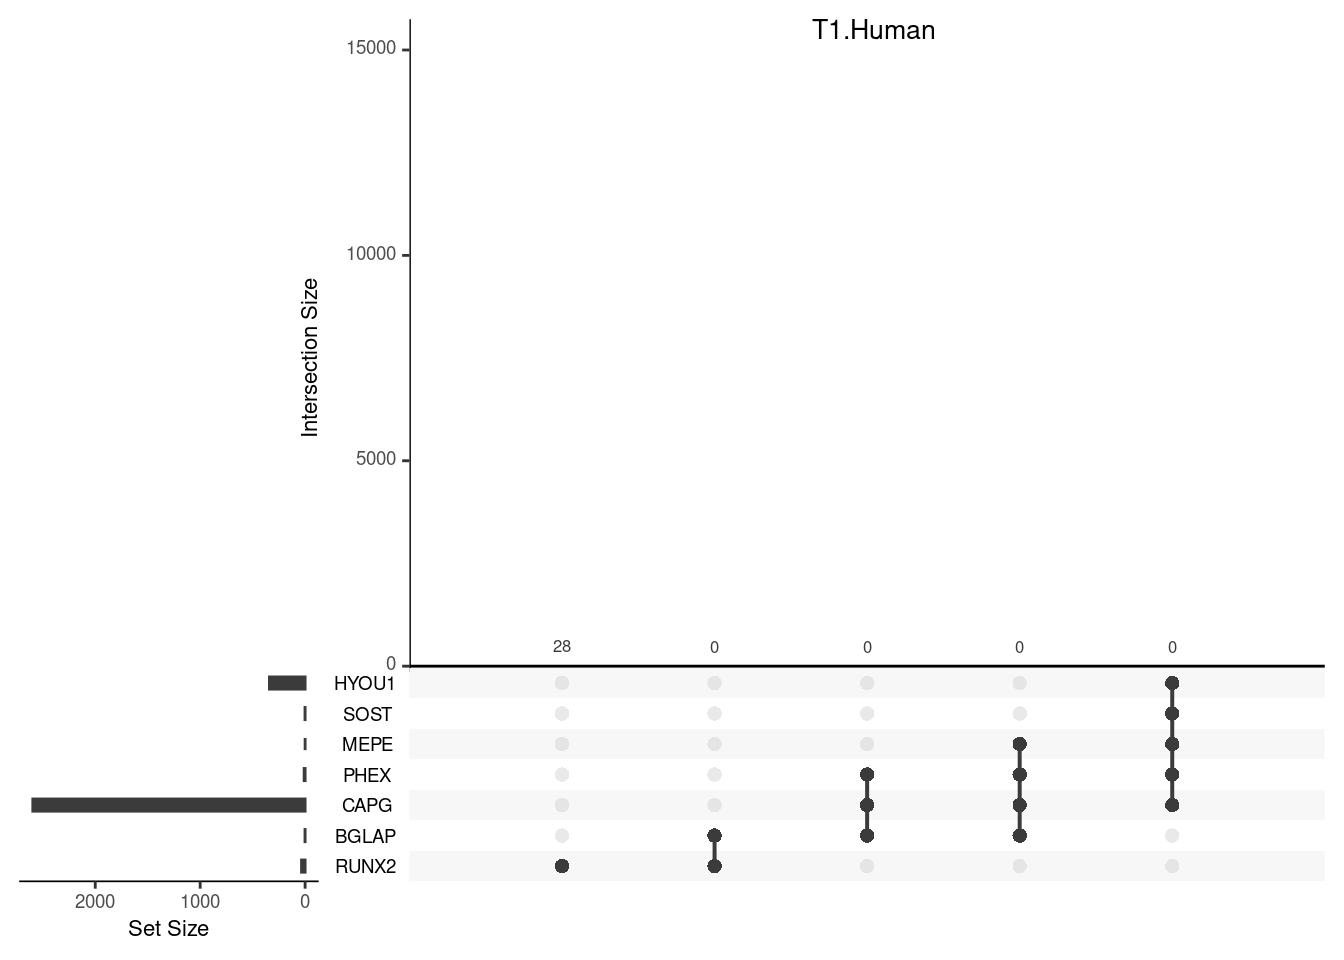 T1.Human
15000
10000
5000
0
Intersection Size
28 0 0 0 0
HYOU1
SOST
MEPE
PHEX
CAPG
BGLAP
RUNX2
2000 1000 0
Set Size